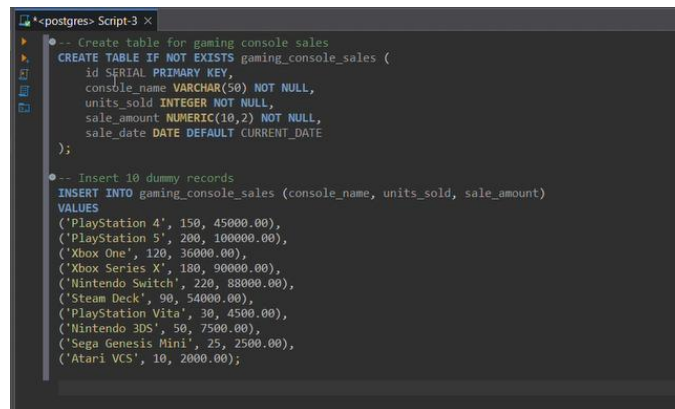 *<postgres> Script-3 ×
-- Create table for gaming console sales
CREATE TABLE IF NOT EXISTS gaming_console_sales (
    id SERIAL PRIMARY KEY,
    console_name VARCHAR(50) NOT NULL,
    units_sold INTEGER NOT NULL,
    sale_amount NUMERIC(10,2) NOT NULL,
    sale_date DATE DEFAULT CURRENT_DATE
);
-- Insert 10 dummy records
INSERT INTO gaming_console_sales (console_name, units_sold, sale_amount)
VALUES
('PlayStation 4', 150, 45000.00),
('PlayStation 5', 200, 100000.00),
('Xbox One', 120, 36000.00),
('Xbox Series X', 180, 90000.00),
('Nintendo Switch', 220, 88000.00),
('Steam Deck', 90, 54000.00),
('PlayStation Vita', 30, 4500.00),
('Nintendo 3DS', 50, 7500.00),
('Sega Genesis Mini', 25, 2500.00),
('Atari VCS', 10, 2000.00);